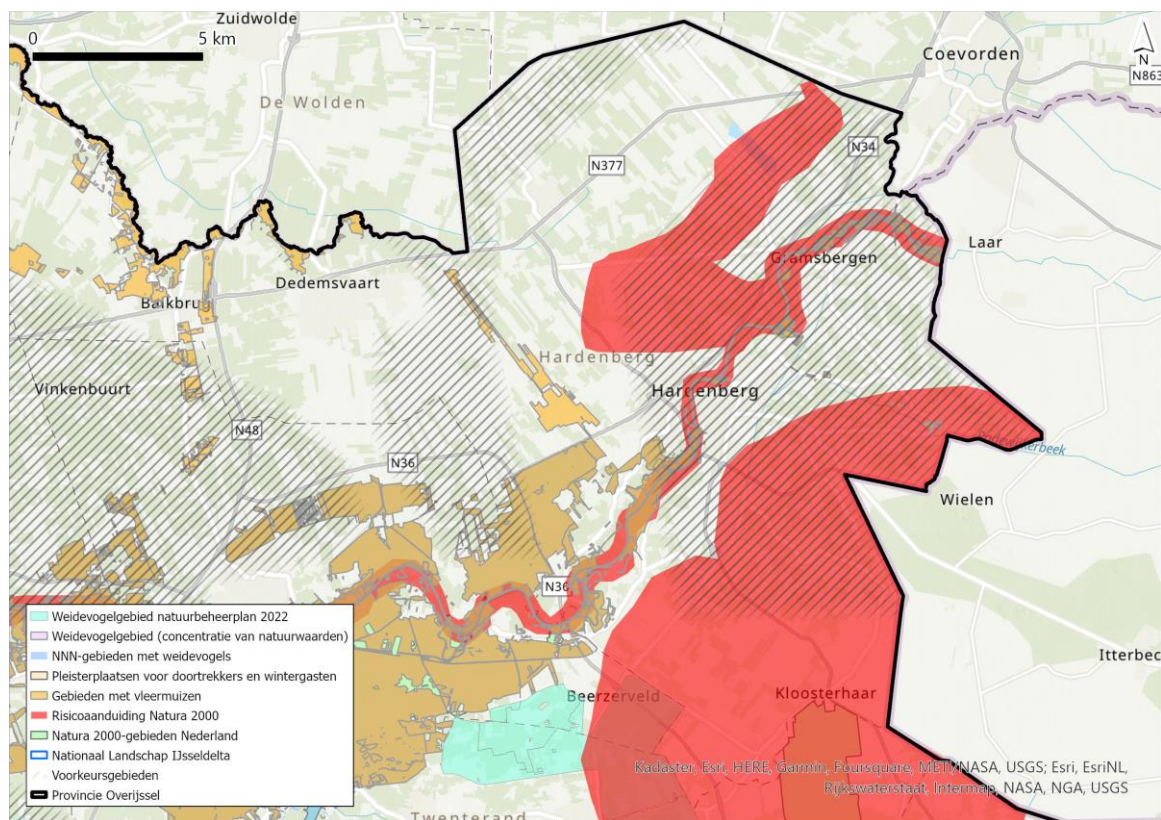 Zuidwolde
0
5 km
Coevorden
N
N863
De Wolden
N377
N34
Laar
Gramsbergen
Dedemsvaart
Balkbrug
Hardenberg
Vinkenbuurt
Hardenberg
N48
N36
Wielen
N36
Weidevogelgebied natuurbeheerplan 2022
Weidevogelgebied (concentratie van natuurwaarden)
NNN-gebieden met weidevogels
Pleisterplaatsen voor doortrekkers en wintergasten
Gebieden met vleermuizen
Risicoaanduiding Natura 2000
Natura 2000-gebieden Nederland
Nationaal Landschap IJsseldelta
Voorkeursgebieden
Provincie Overijssel
Itterbec
Beerzerveld
Kloosterhaar
Kadaster, Esri, HERE, Garmin, Foursquare, METI/NASA, USGS; Esri, EsriNL,
Rijkswaterstaat, Intermap, NASA, NGA, USGS
Twenterand